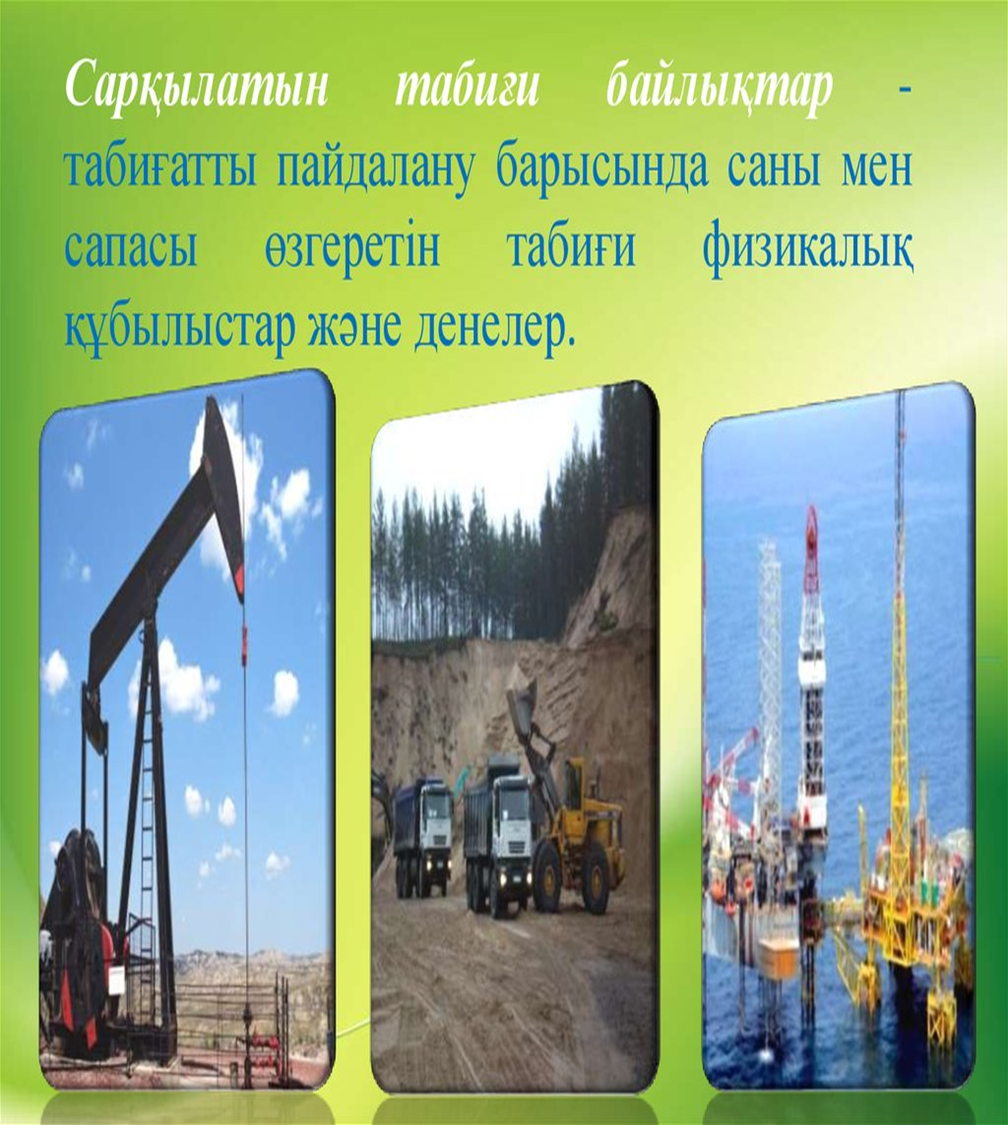 Сарқылатын табиғи байлықтар -
табиғатты пайдалану барысында саны мен
сапасы өзгеретін табиғи физикалық
құбылыстар және денелер.